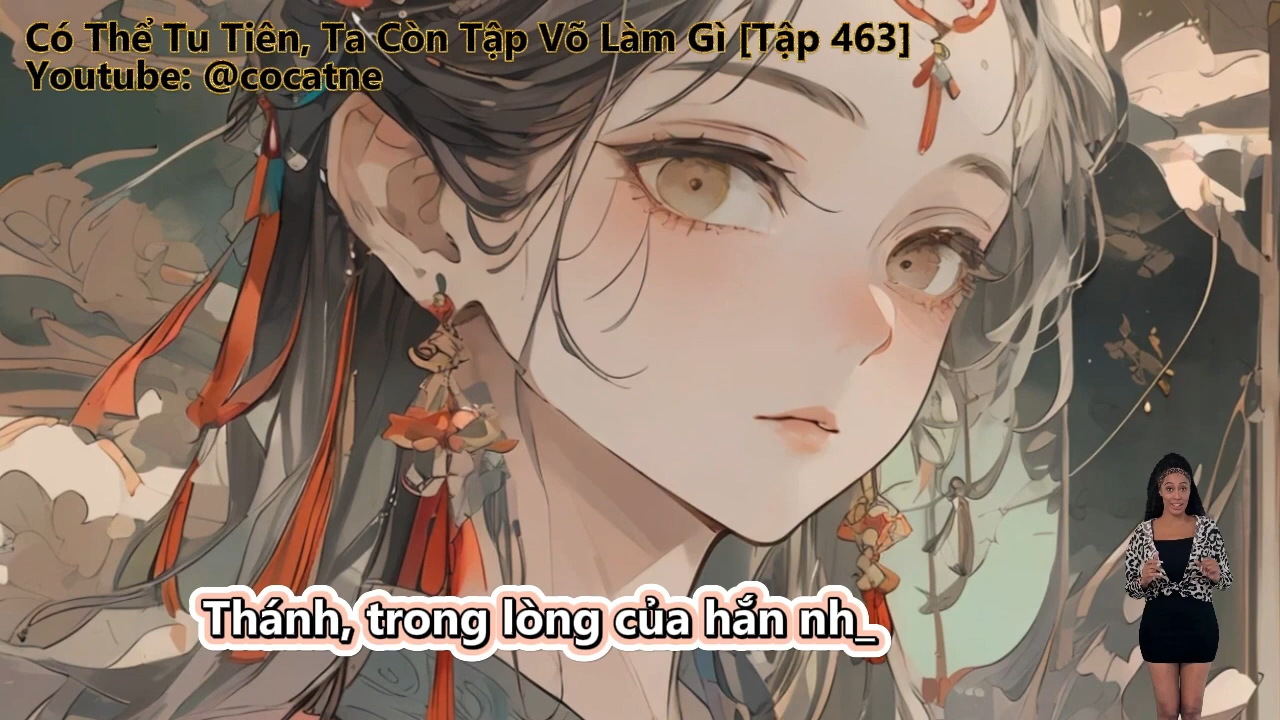 Có Thể Tu Tiên, Ta Còn Tập Võ Làm Gì [Tập 463]
Youtube: @cocatne
Thánh, trong lòng của hắn nh_